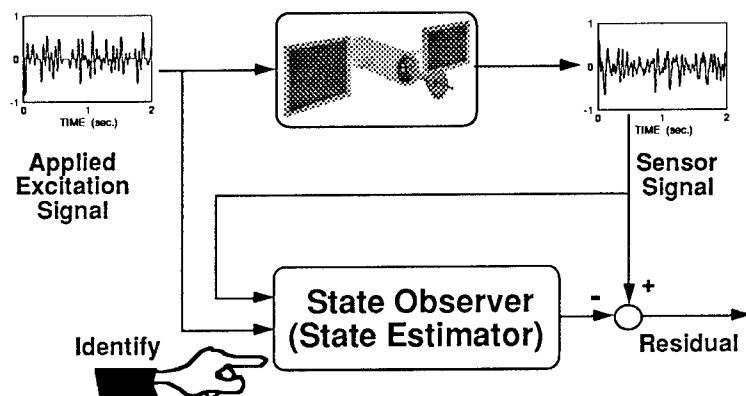 1
0
-1
0
1
2
TIME (sec.)
1
0
-1
0
1
2
TIME (sec.)
Applied
Excitation
Signal
Sensor
Signal
State Observer
(State Estimator)
-
+
Residual
Identify